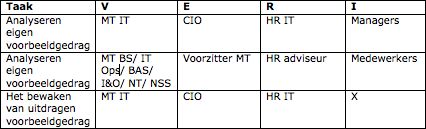 Taak V E R I
Analyseren MT IT CIO HR IT Managers
eigen
voorbeeldgedrag
Analyseren MT BS/ IT Voorzitter MT HR adviseur Medewerkers
eigen Ops/ BAS/
voorbeeldgedrag I&O/ NT/ NSS
Het bewaken MT IT CIO HR IT X
van uitdragen
voorbeeldgedrag